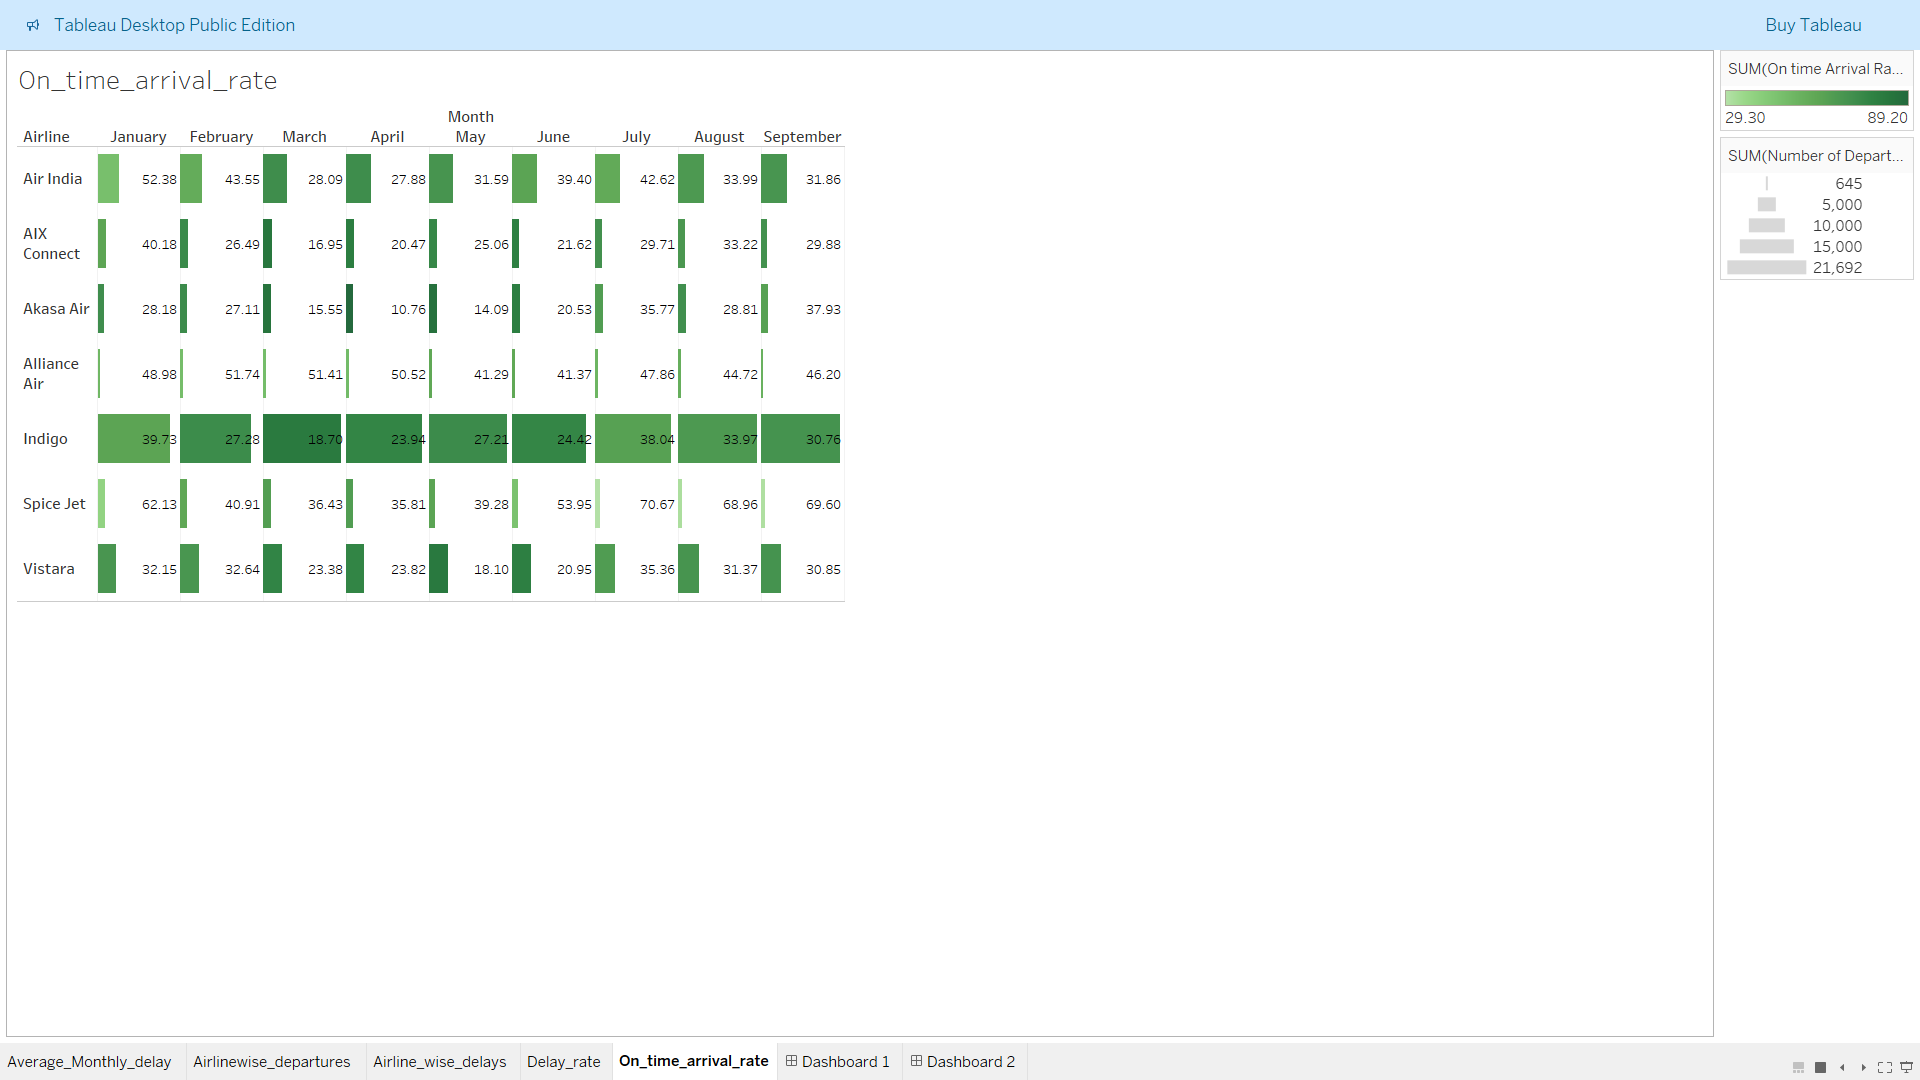 Tableau Desktop Public Edition
Buy Tableau
On_time_arrival_rate
Month
Airline January February March April May June July August September
Air India 52.38 43.55 28.09 27.88 31.59 39.40 42.62 33.99 31.86
AIX Connect 40.18 26.49 16.95 20.47 25.06 21.62 29.71 33.22 29.88
Akasa Air 28.18 27.11 15.55 10.76 14.09 20.53 35.77 28.81 37.93
Alliance Air 48.98 51.74 51.41 50.52 41.29 41.37 47.86 44.72 46.20
Indigo 39.73 27.28 18.70 23.94 27.21 24.42 38.04 33.97 30.76
Spice Jet 62.13 40.91 36.43 35.81 39.28 53.95 70.67 68.96 69.60
Vistara 32.15 32.64 23.38 23.82 18.10 20.95 35.36 31.37 30.85
SUM(On time Arrival Ra...
29.30 89.20
SUM(Number of Depart...
645
5,000
10,000
15,000
21,692
Average_Monthly_delay Airlinewise_departures Airline_wise_delays Delay_rate On_time_arrival_rate Dashboard 1 Dashboard 2